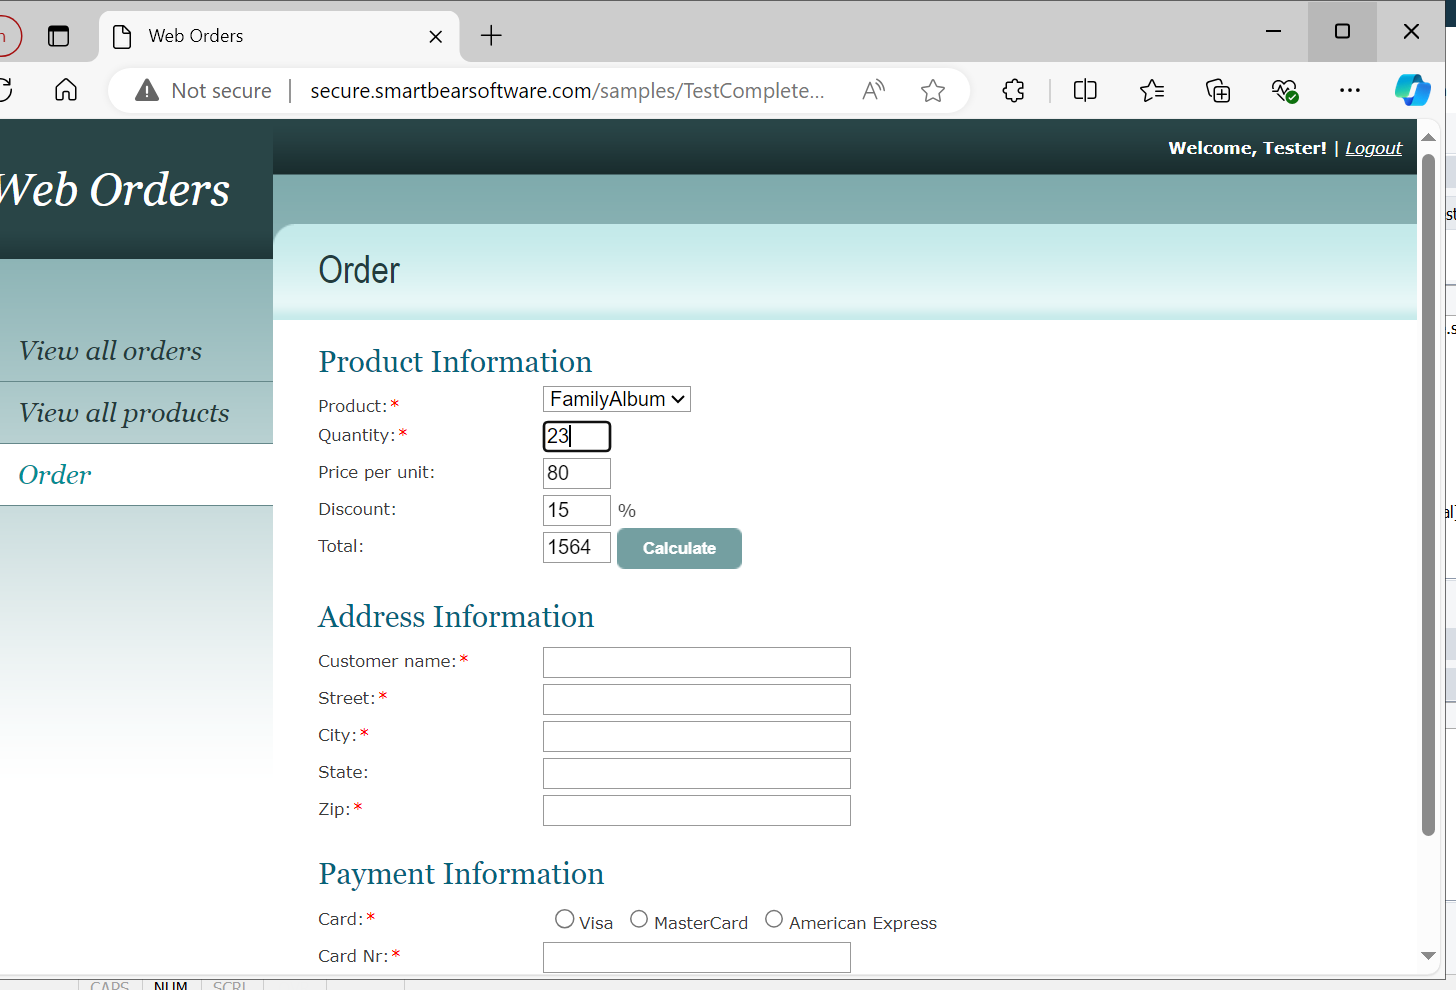 Web Orders
Not secure
secure.smartbearsoftware.com/samples/TestComplete...
Welcome, Tester! | Logout
Web Orders
Order
View all orders
View all products
Order
Product Information
Product:*
FamilyAlbum
Quantity:*
23
Price per unit:
80
Discount:
15 %
Total:
1564
Calculate
Address Information
Customer name:*
Street:*
City:*
State:
Zip:*
Payment Information
Card:*
Visa MasterCard American Express
Card Nr:*
CAPS NUM SCRL